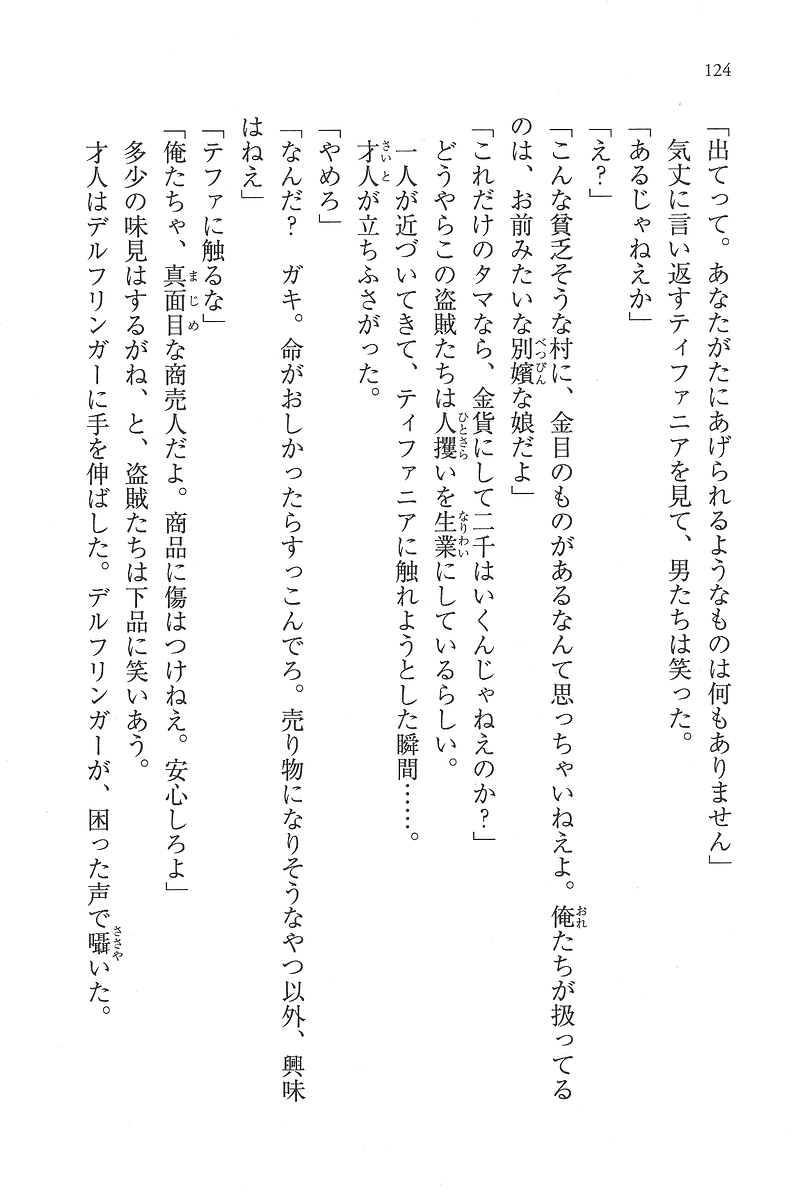 124
「出てって。あなたがたにあげられるようなものは何もありません」
気丈に言い返すティファニアを見て、男たちは笑った。
「あるじゃねえか」
「え？」
「こんな貧乏そうな村に、金目のものがあるなんて思っちゃいねえよ。俺たちが扱ってる
のは、お前みたいな別嬪な娘だよ」
「これだけのタマなら、金貨にして二千はいくんじゃねえのか？」
どうやらこの盗賊たちは人攫いを生業にしているらしい。
一人が近づいてきて、ティファニアに触れようとした瞬間……。
才人が立ちふさがった。
「やめろ」
「なんだ？　ガキ。命がおしかったらすっこんでろ。売り物になりそうなやつ以外、興味
はねえ」
「テファに触るな」
「俺たちゃ、真面目な商売人だよ。商品に傷はつけねえ。安心しろよ」
多少の味見はするがね、と、盗賊たちは下品に笑いあう。
才人はデルフリンガーに手を伸ばした。デルフリンガーが、困った声で囁いた。